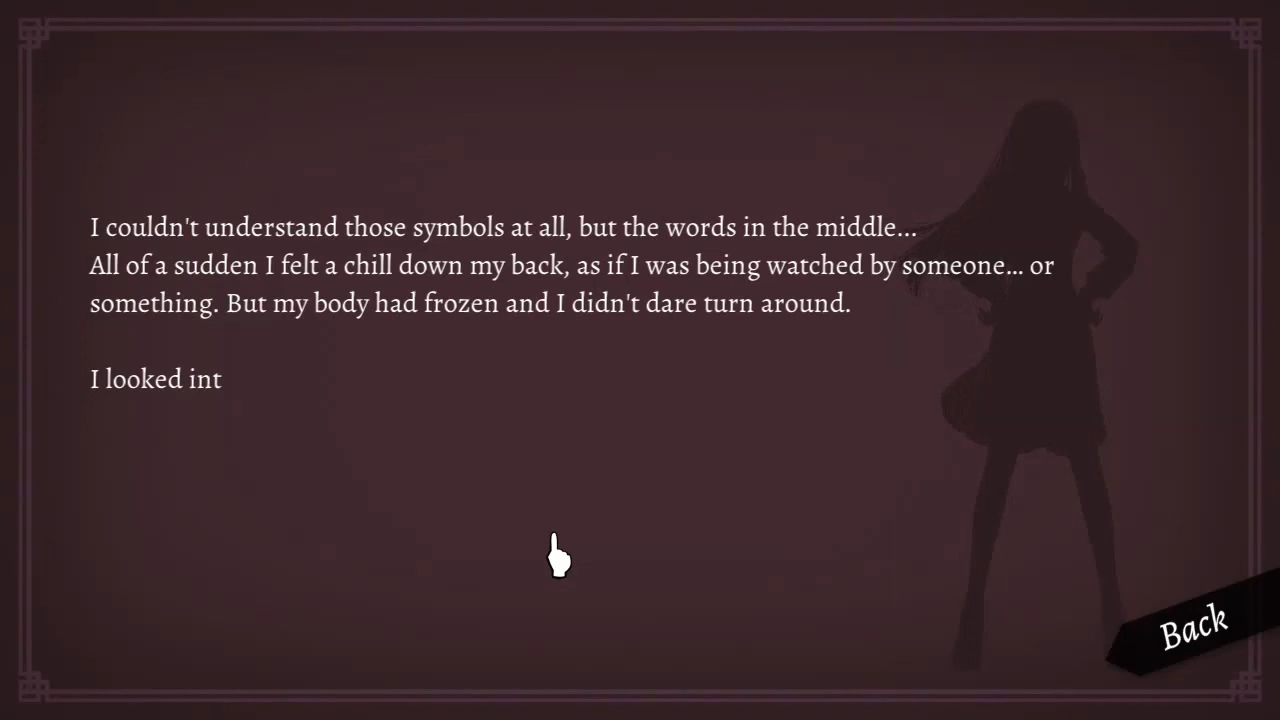 I couldn't understand those symbols at all, but the words in the middle...
All of a sudden I felt a chill down my back, as if I was being watched by someone... or
something. But my body had frozen and I didn't dare turn around.
I looked int
Back